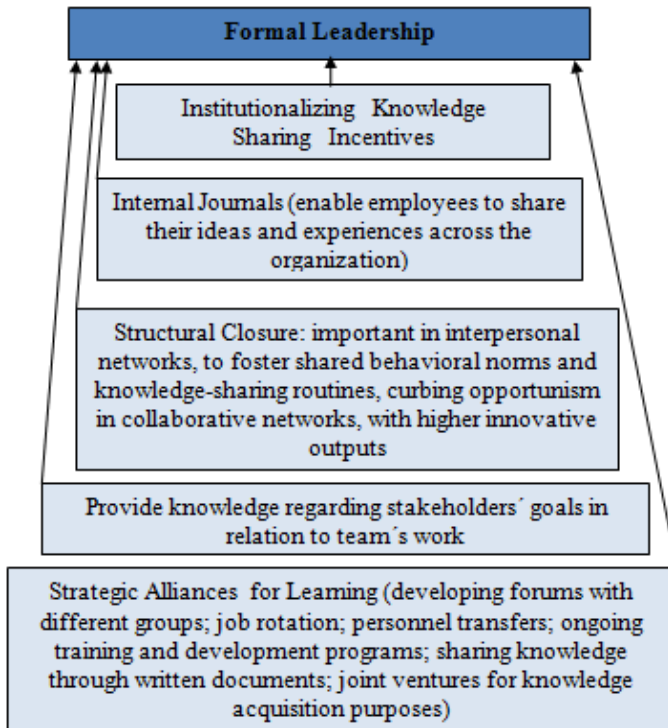 Formal Leadership
Institutionalizing Knowledge
Sharing Incentives
Internal Journals (enable employees to share
their ideas and experiences across the
organization)
Structural Closure: important in interpersonal
networks, to foster shared behavioral norms and
knowledge-sharing routines, curbing opportunism
in collaborative networks, with higher innovative
outputs
Provide knowledge regarding stakeholders´ goals in
relation to team´s work
Strategic Alliances for Learning (developing forums with
different groups; job rotation; personnel transfers; ongoing
training and development programs; sharing knowledge
through written documents; joint ventures for knowledge
acquisition purposes)